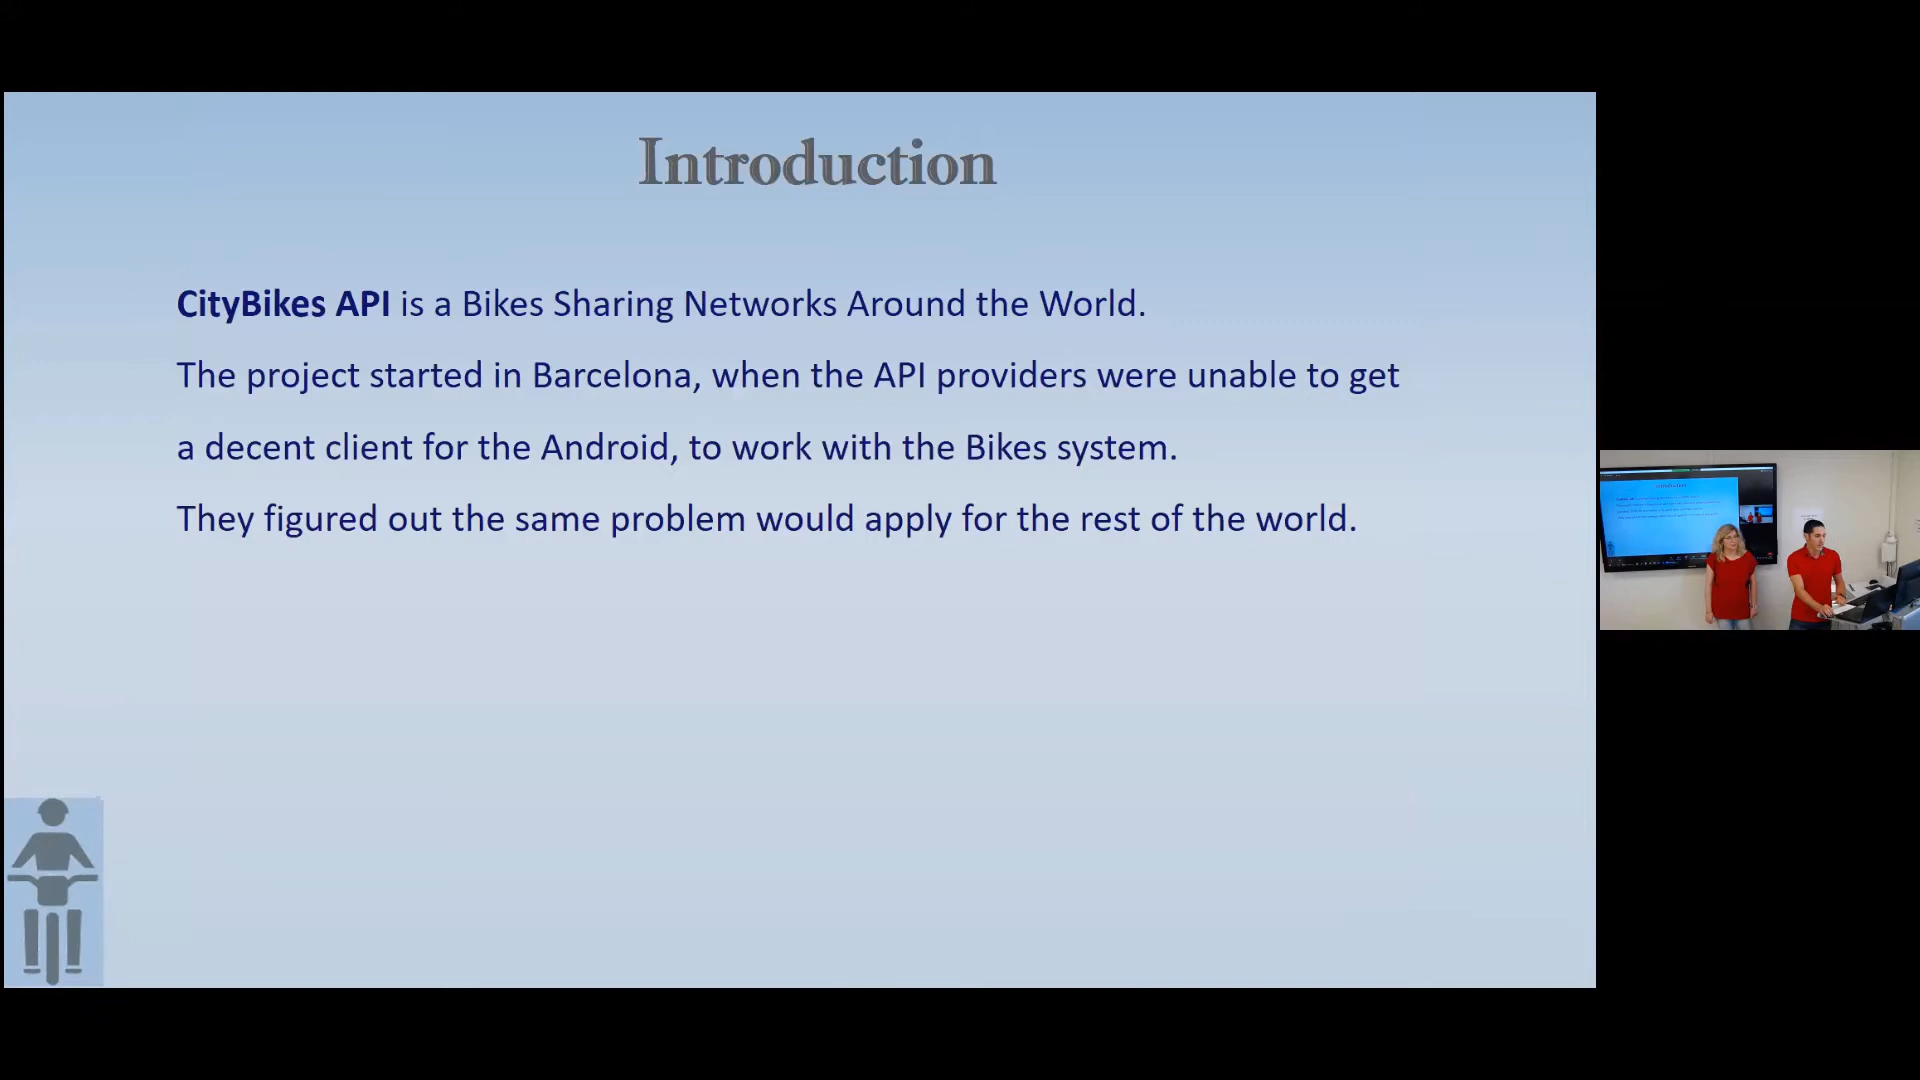 Introduction
CityBikes API is a Bikes Sharing Networks Around the World.
The project started in Barcelona, when the API providers were unable to get
a decent client for the Android, to work with the Bikes system.
They figured out the same problem would apply for the rest of the world.